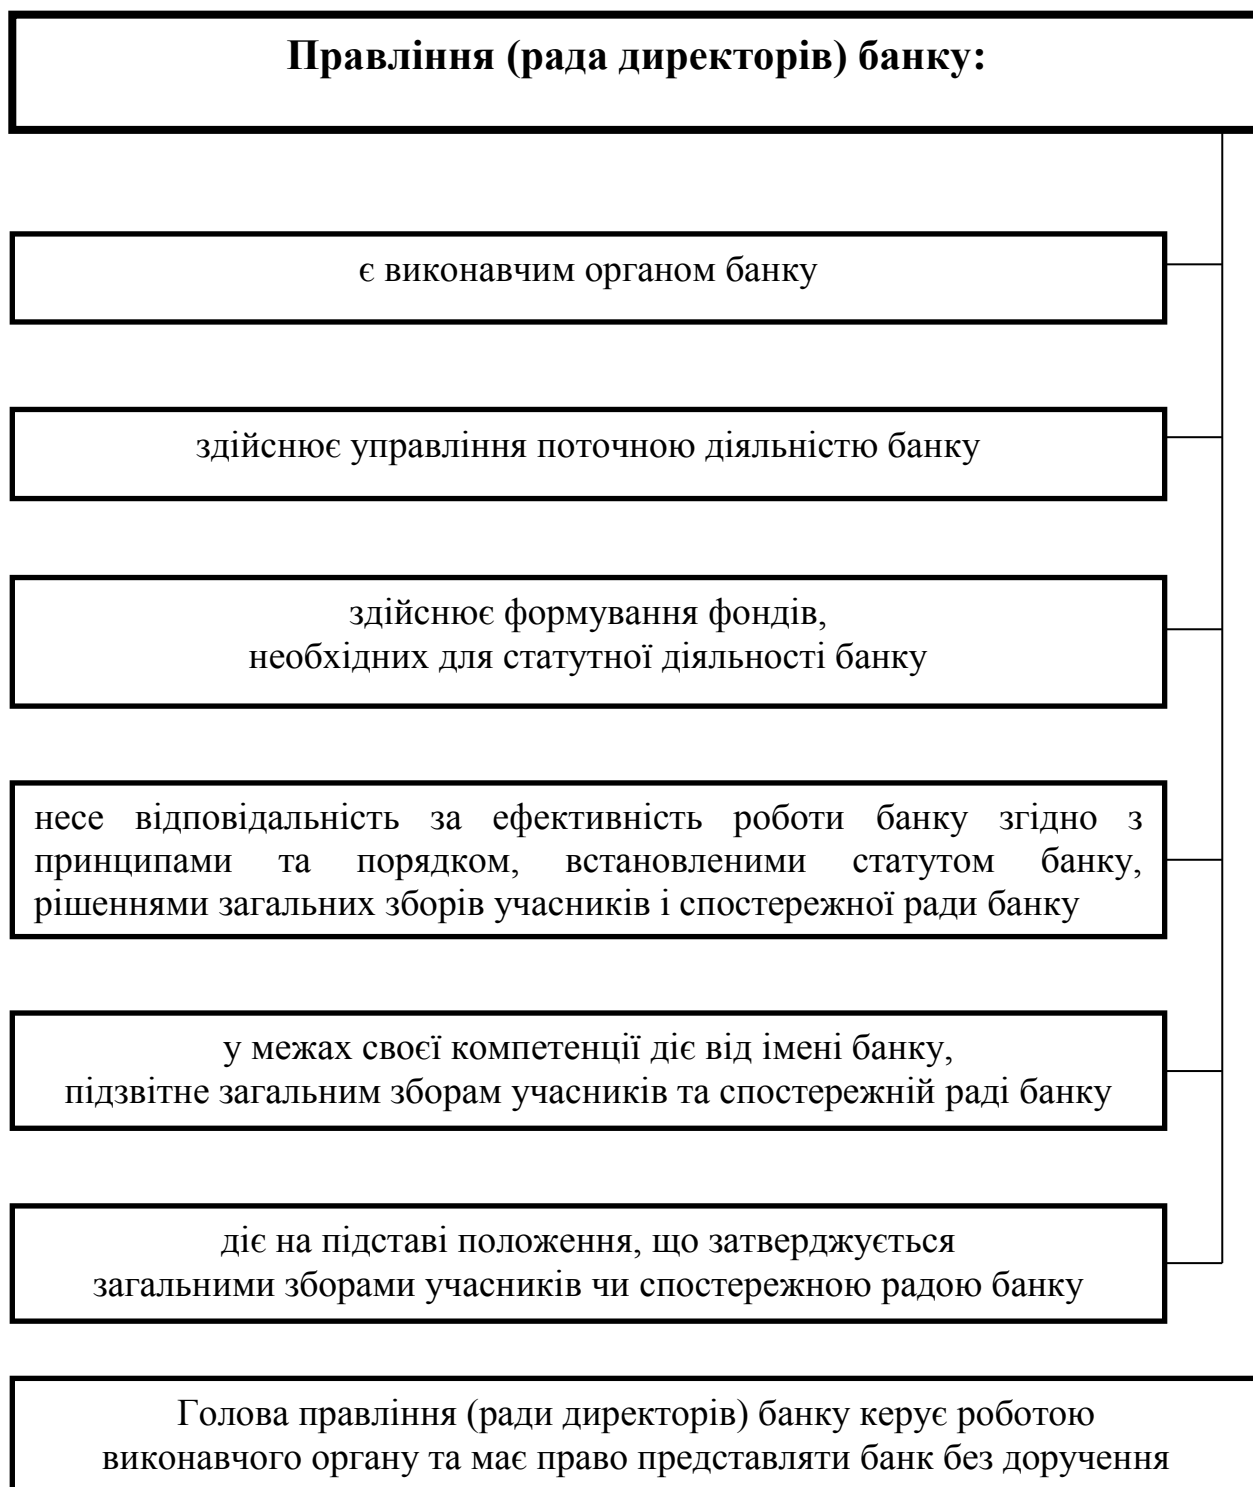 Правління (рада директорів) банку:
є виконавчим органом банку
здійснює управління поточною діяльністю банку
здійснює формування фондів,
необхідних для статутної діяльності банку
несе відповідальність за ефективність роботи банку згідно з
принципами та порядком, встановленими статутом банку,
рішеннями загальних зборів учасників і спостережної ради банку
у межах своєї компетенції діє від імені банку,
підзвітне загальним зборам учасників та спостережній раді банку
діє на підставі положення, що затверджується
загальними зборами учасників чи спостережною радою банку
Голова правління (ради директорів) банку керує роботою
виконавчого органу та має право представляти банк без доручення